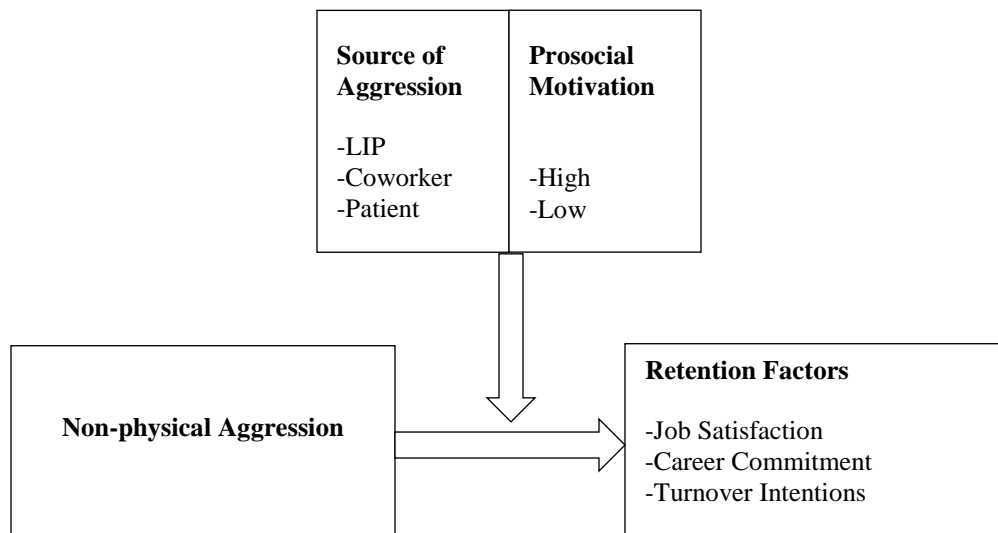 Source of
Aggression
-LIP
-Coworker
-Patient
Prosocial
Motivation
-High
-Low
Non-physical Aggression
Retention Factors
-Job Satisfaction
-Career Commitment
-Turnover Intentions